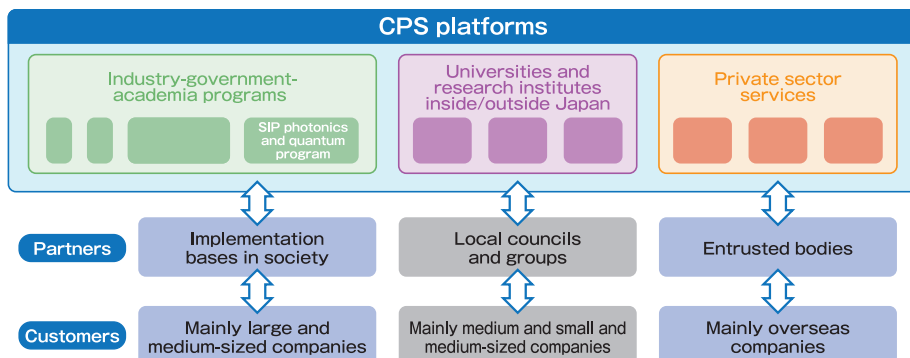 CPS platforms
Industry-government-
academia programs
SIP photonics
and quantum
program
Universities and
research institutes
inside/outside Japan
Private sector
services
Partners
Implementation
bases in society
Local councils
and groups
Entrusted bodies
Customers
Mainly large and
medium-sized companies
Mainly medium and small and
medium-sized companies
Mainly overseas
companies